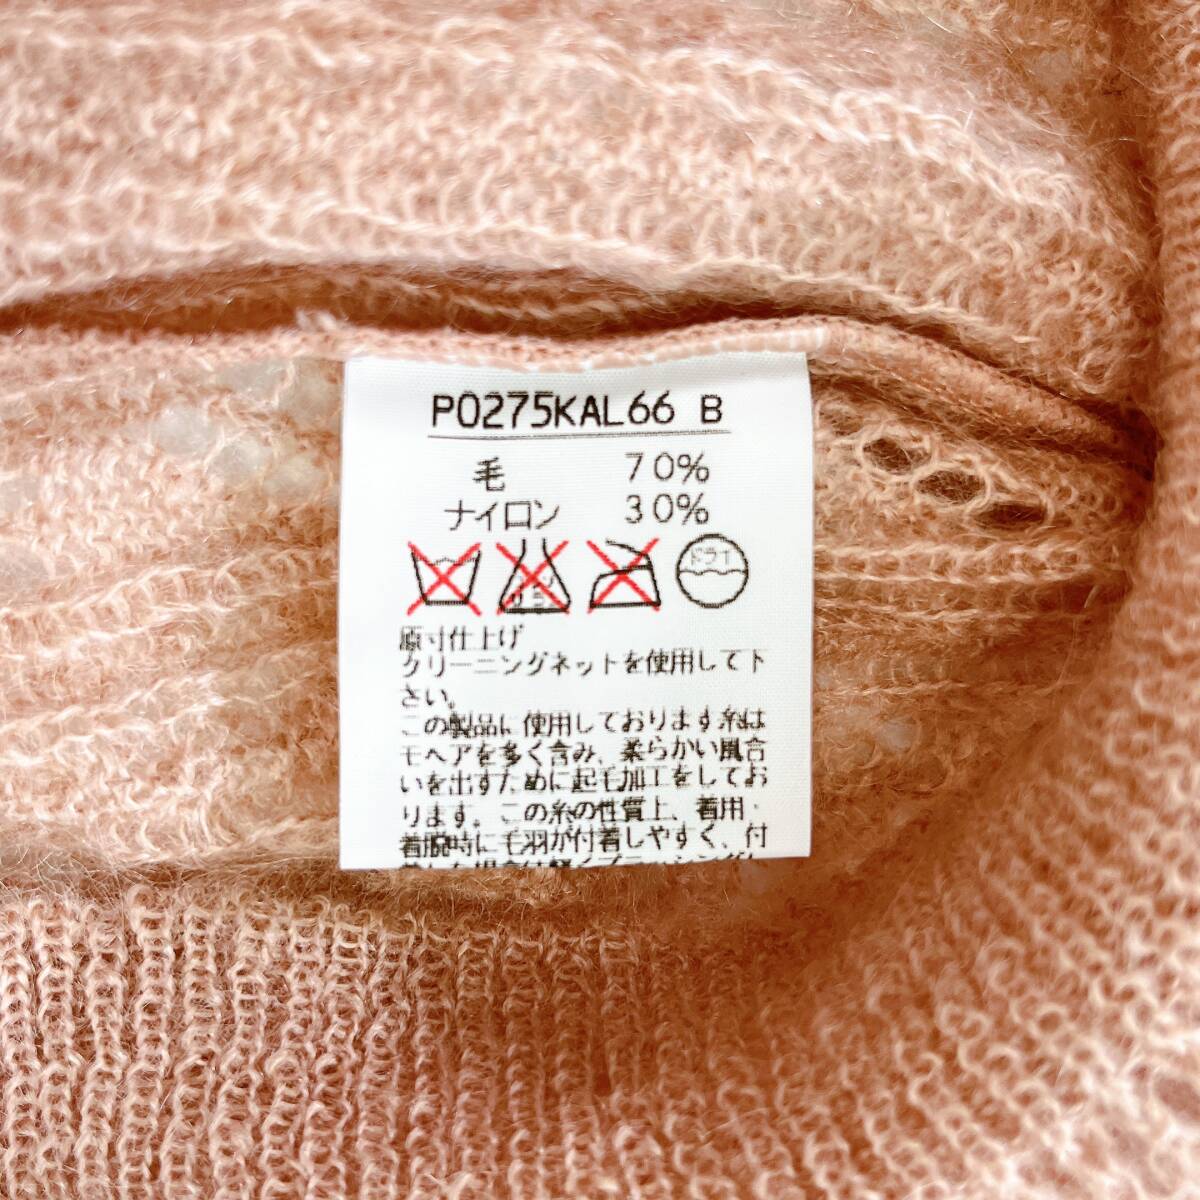 P0275KAL66 B
毛 70%
ナイロン 30%
ドライ
原寸仕上げ
クリーニングネットを使用して下
さい。
この製品に使用しております糸は
モヘアを多く含み、柔らかい風合
いを出すために起毛加工をしてお
ります。この糸の性質上、着用・
着脱時に毛羽が付着しやすく、付